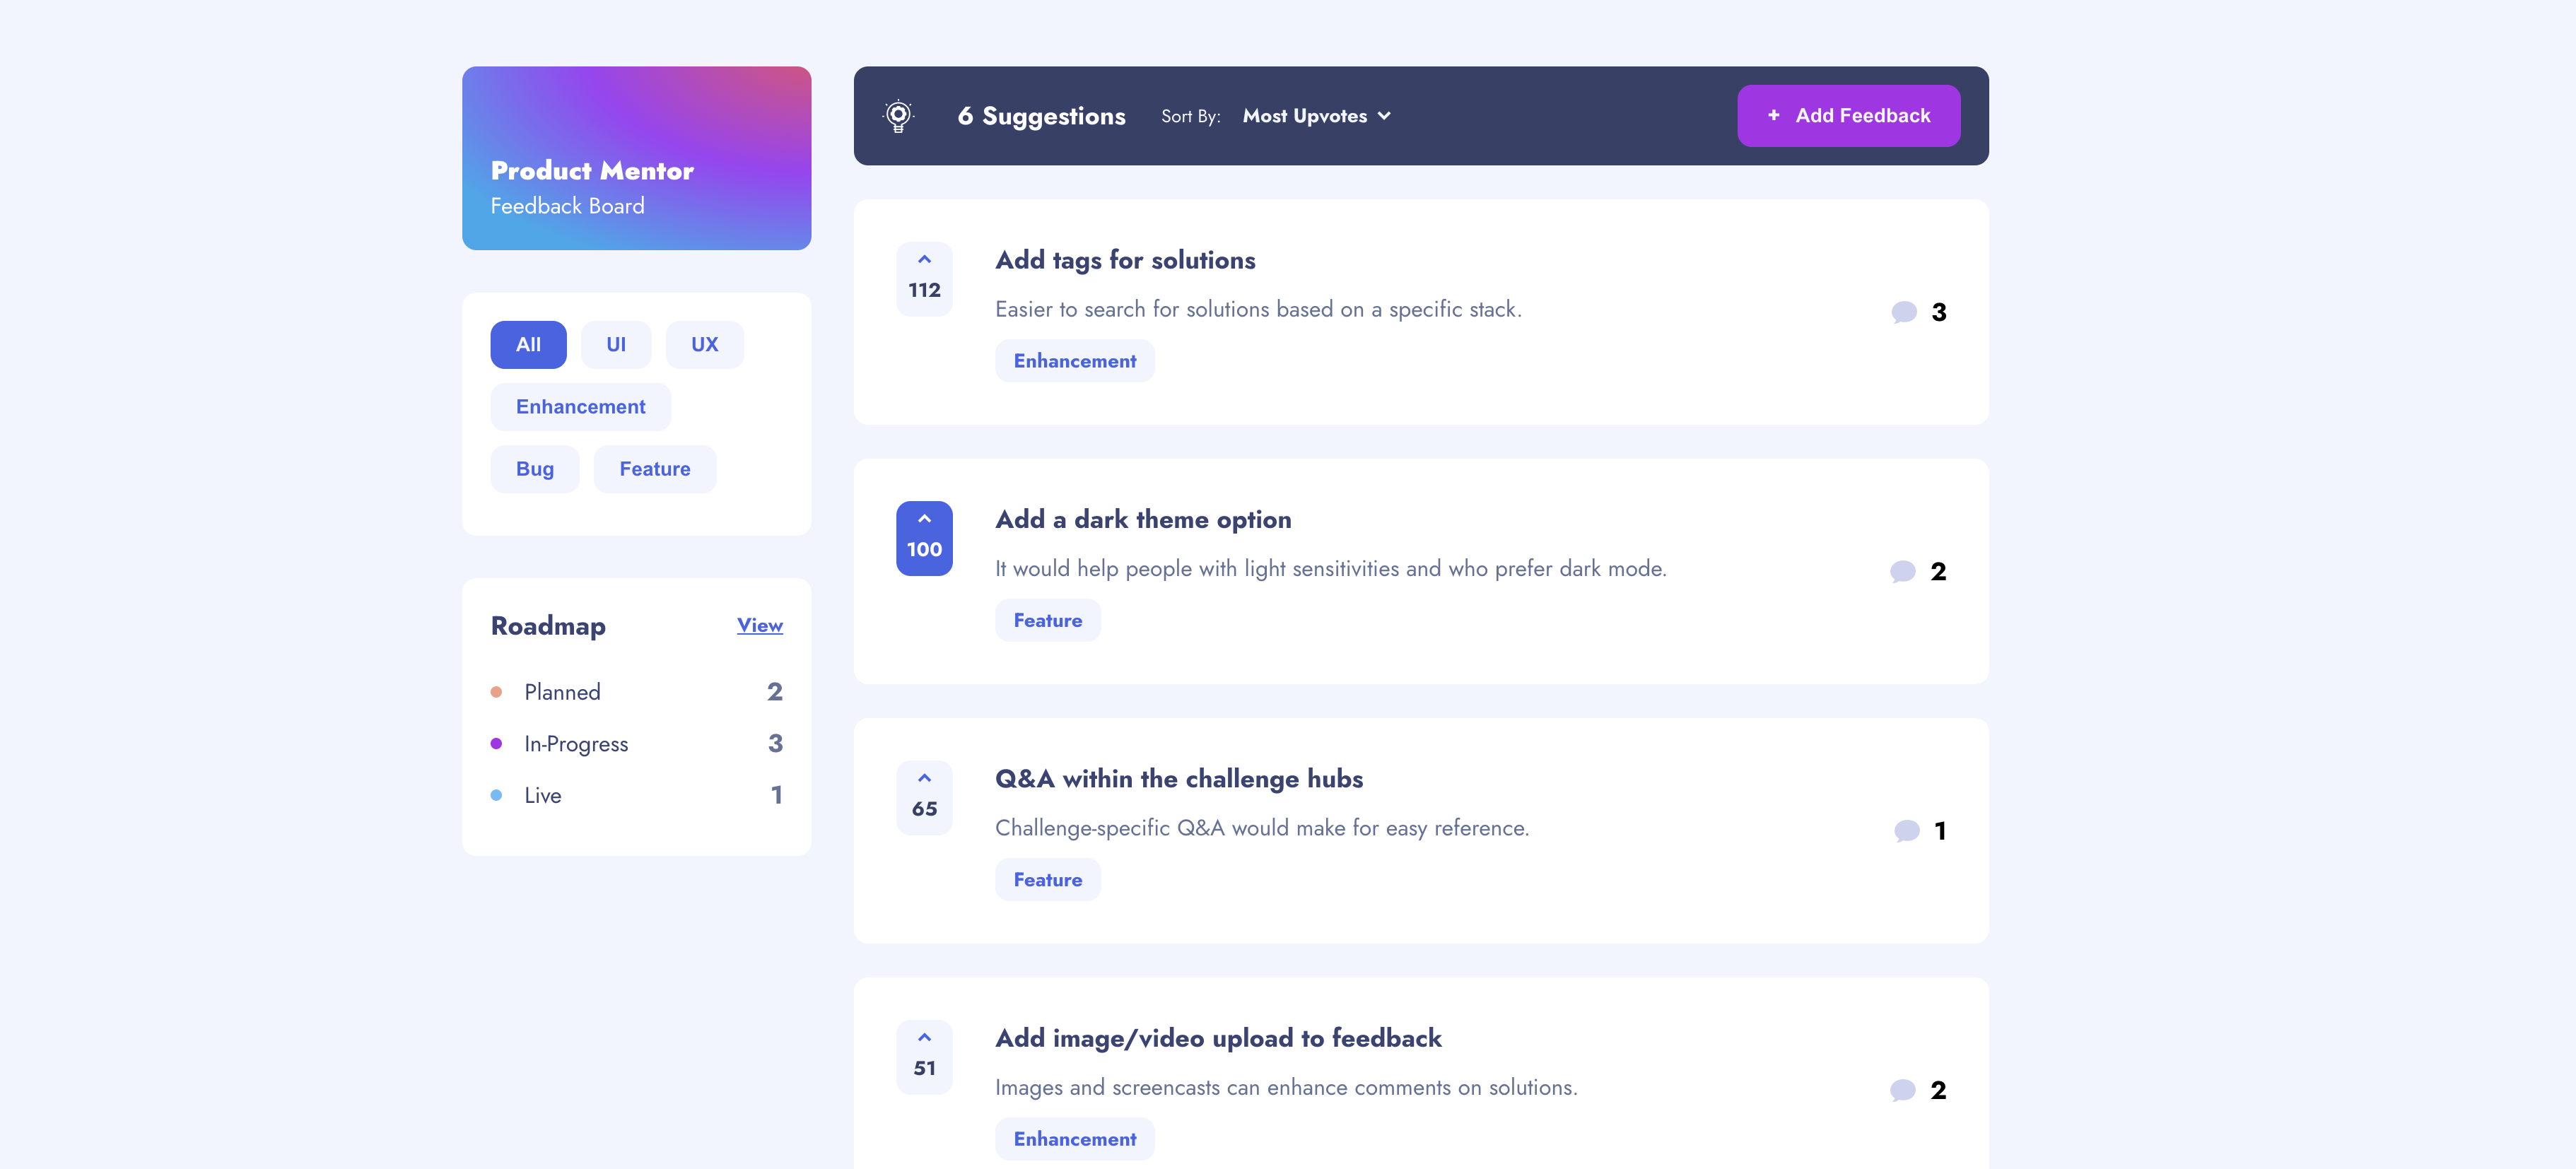 Product Mentor
Feedback Board
All UI UX
Enhancement
Bug Feature
Roadmap View
Planned 2
In-Progress 3
Live 1
6 Suggestions Sort By: Most Upvotes + Add Feedback
112
Add tags for solutions
Easier to search for solutions based on a specific stack.
Enhancement
3
100
Add a dark theme option
It would help people with light sensitivities and who prefer dark mode.
Feature
2
65
Q&A within the challenge hubs
Challenge-specific Q&A would make for easy reference.
Feature
1
51
Add image/video upload to feedback
Images and screencasts can enhance comments on solutions.
Enhancement
2